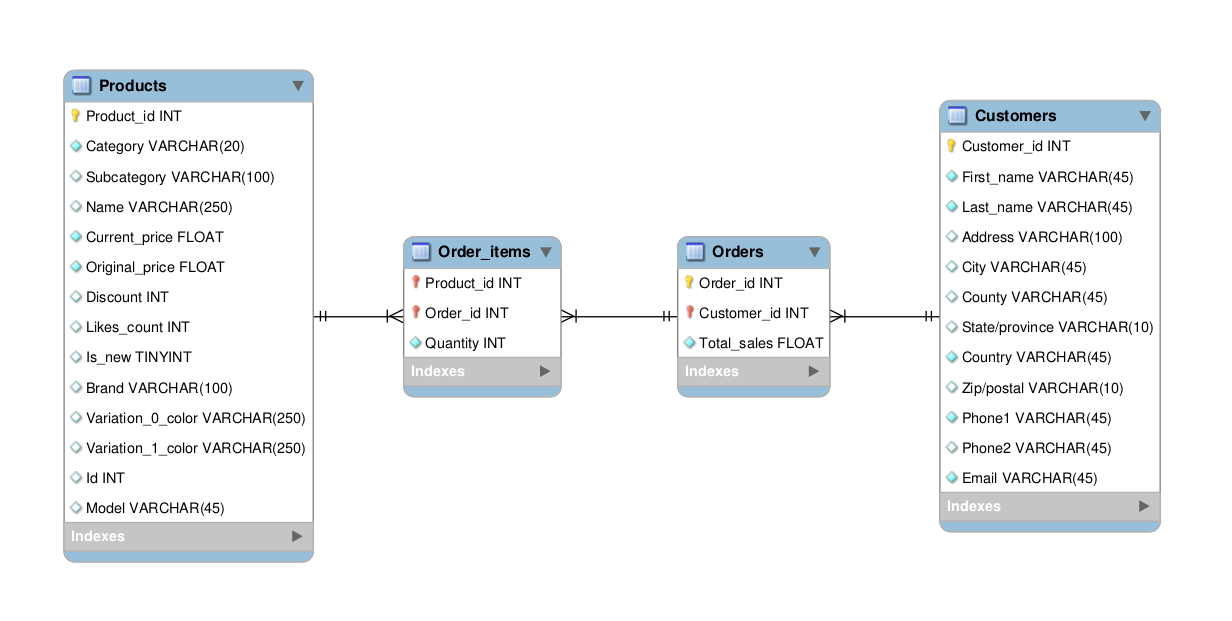 Products
Product_id INT
Category VARCHAR(20)
Subcategory VARCHAR(100)
Name VARCHAR(250)
Current_price FLOAT
Original_price FLOAT
Discount INT
Likes_count INT
Is_new TINYINT
Brand VARCHAR(100)
Variation_0_color VARCHAR(250)
Variation_1_color VARCHAR(250)
Id INT
Model VARCHAR(45)
Indexes
Order_items
Product_id INT
Order_id INT
Quantity INT
Indexes
Orders
Order_id INT
Customer_id INT
Total_sales FLOAT
Indexes
Customers
Customer_id INT
First_name VARCHAR(45)
Last_name VARCHAR(45)
Address VARCHAR(100)
City VARCHAR(45)
County VARCHAR(45)
State/province VARCHAR(10)
Country VARCHAR(45)
Zip/postal VARCHAR(10)
Phone1 VARCHAR(45)
Phone2 VARCHAR(45)
Email VARCHAR(45)
Indexes